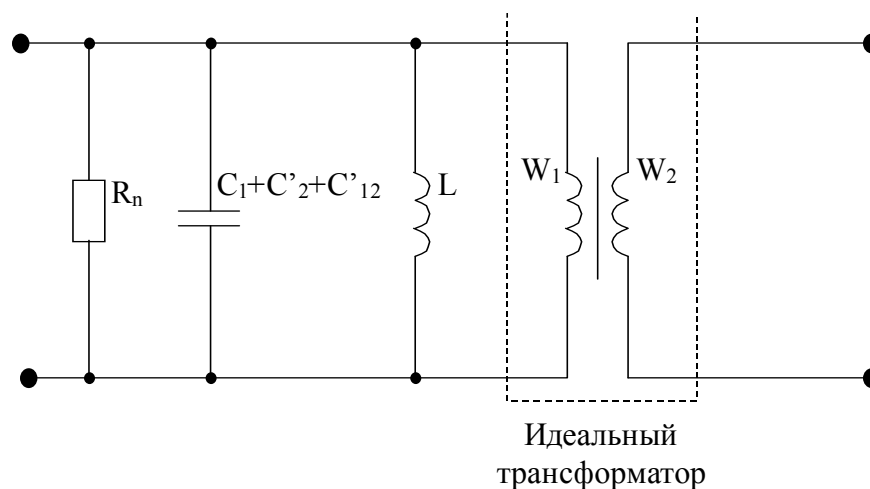 Rn
C1+C'2+C'12
L
W1
W2
Идеальный
трансформатор